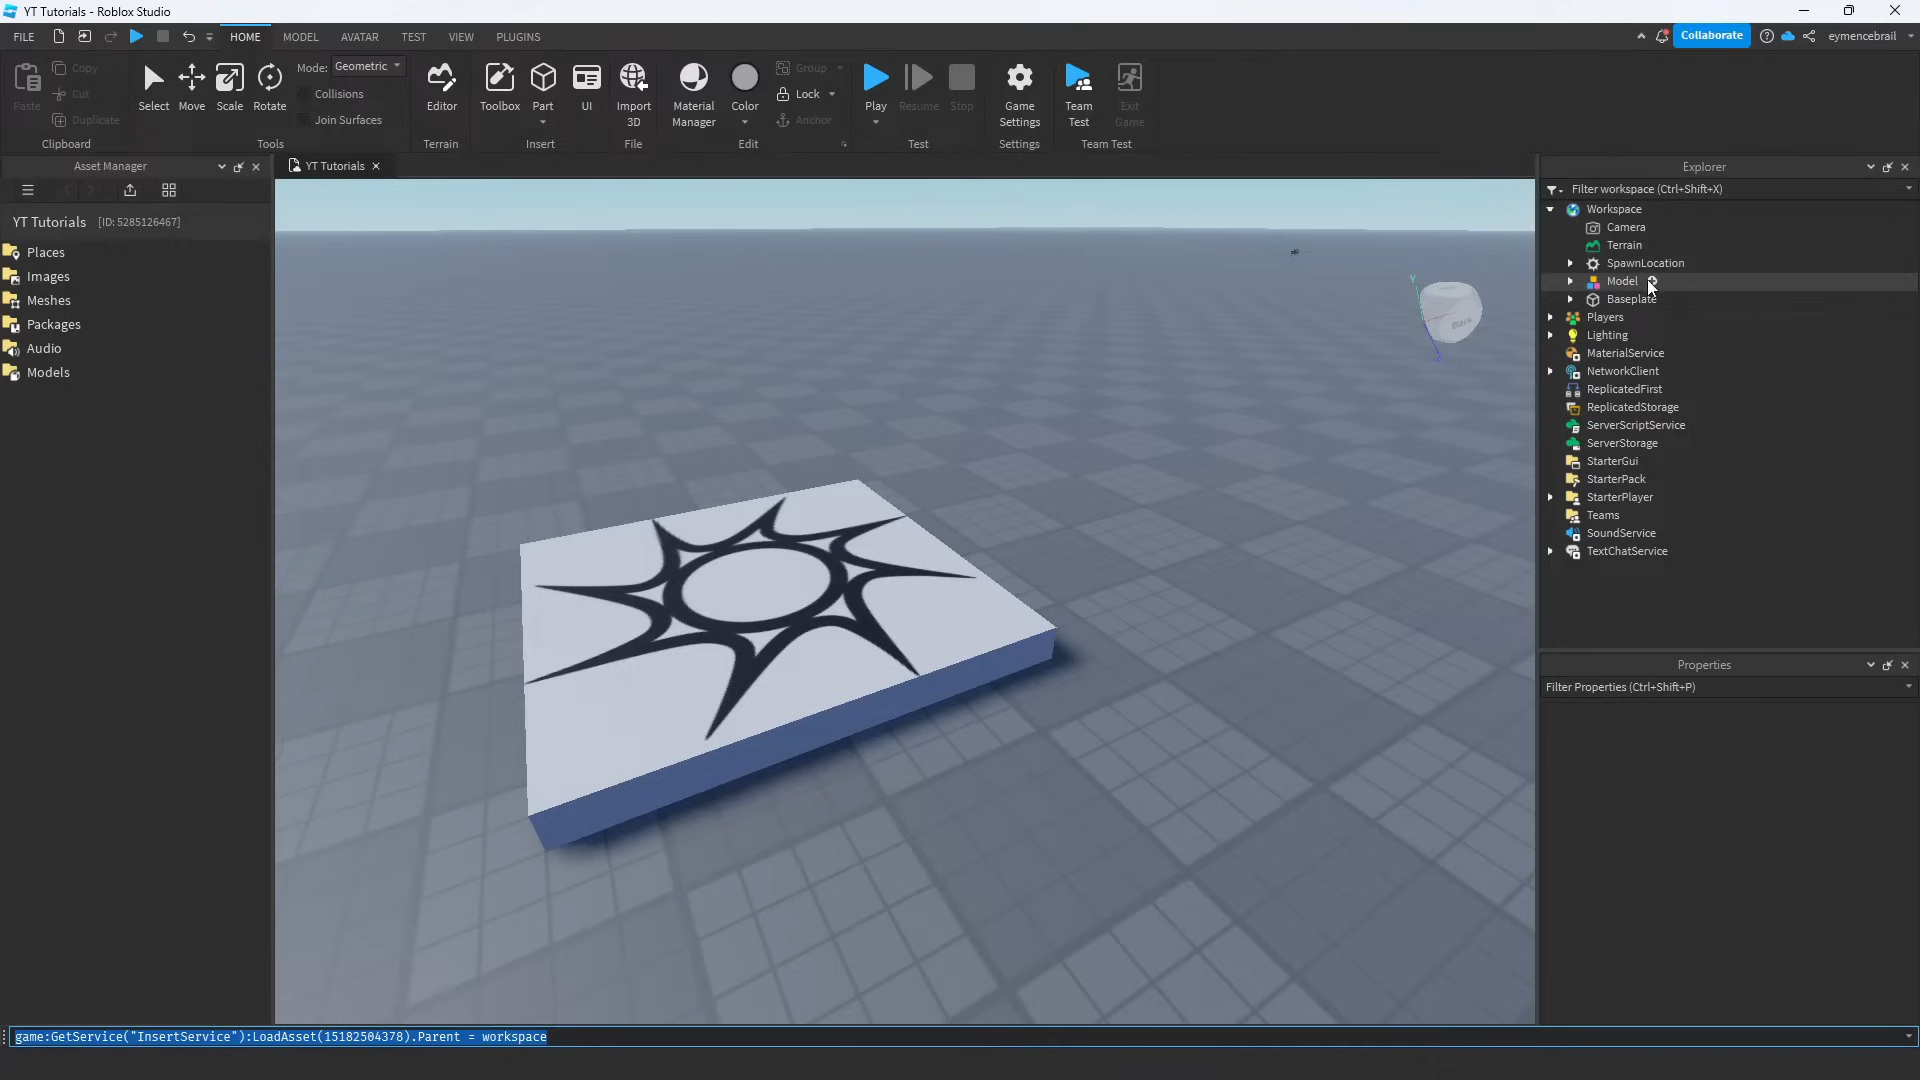 YT Tutorials - Roblox Studio
FILE
HOME
MODEL
AVATAR
TEST
VIEW
PLUGINS
Collaborate
eymencebrail
Paste
Copy
Cut
Duplicate
Clipboard
Select
Move
Scale
Rotate
Mode:
Geometric
Collisions
Join Surfaces
Tools
Editor
Terrain
Toolbox
Part
UI
Insert
Import
3D
File
Material
Manager
Color
Group
Lock
Anchor
Edit
Play
Resume
Stop
Test
Game
Settings
Settings
Team
Test
Exit
Game
Team Test
Asset Manager
YT Tutorials
Explorer
Filter workspace (Ctrl+Shift+X)
YT Tutorials [ID: 5285126467]
Places
Images
Meshes
Packages
Audio
Models
Y
Back
Workspace
Camera
Terrain
SpawnLocation
Model
Baseplate
Players
Lighting
MaterialService
NetworkClient
ReplicatedFirst
ReplicatedStorage
ServerScriptService
ServerStorage
StarterGui
StarterPack
StarterPlayer
Teams
SoundService
TextChatService
Properties
Filter Properties (Ctrl+Shift+P)
game:GetService("InsertService"):LoadAsset(15182504378).Parent = workspace